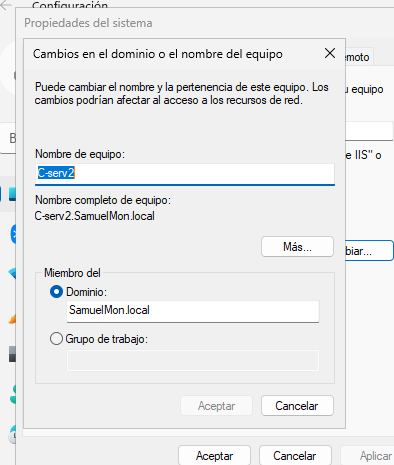 Configuración
Propiedades del sistema
Cambios en el dominio o el nombre del equipo
emoto
Puede cambiar el nombre y la pertenencia de este equipo. Los
cambios podrían afectar al acceso a los recursos de red.
u equipo
Nombre de equipo:
e IIS" o
C-serv2
Nombre completo de equipo:
C-serv2.SamuelMon.local
Más...
biar...
Miembro del
Dominio:
SamuelMon.local
Grupo de trabajo:
Aceptar
Cancelar
Aceptar
Cancelar
Aplicar